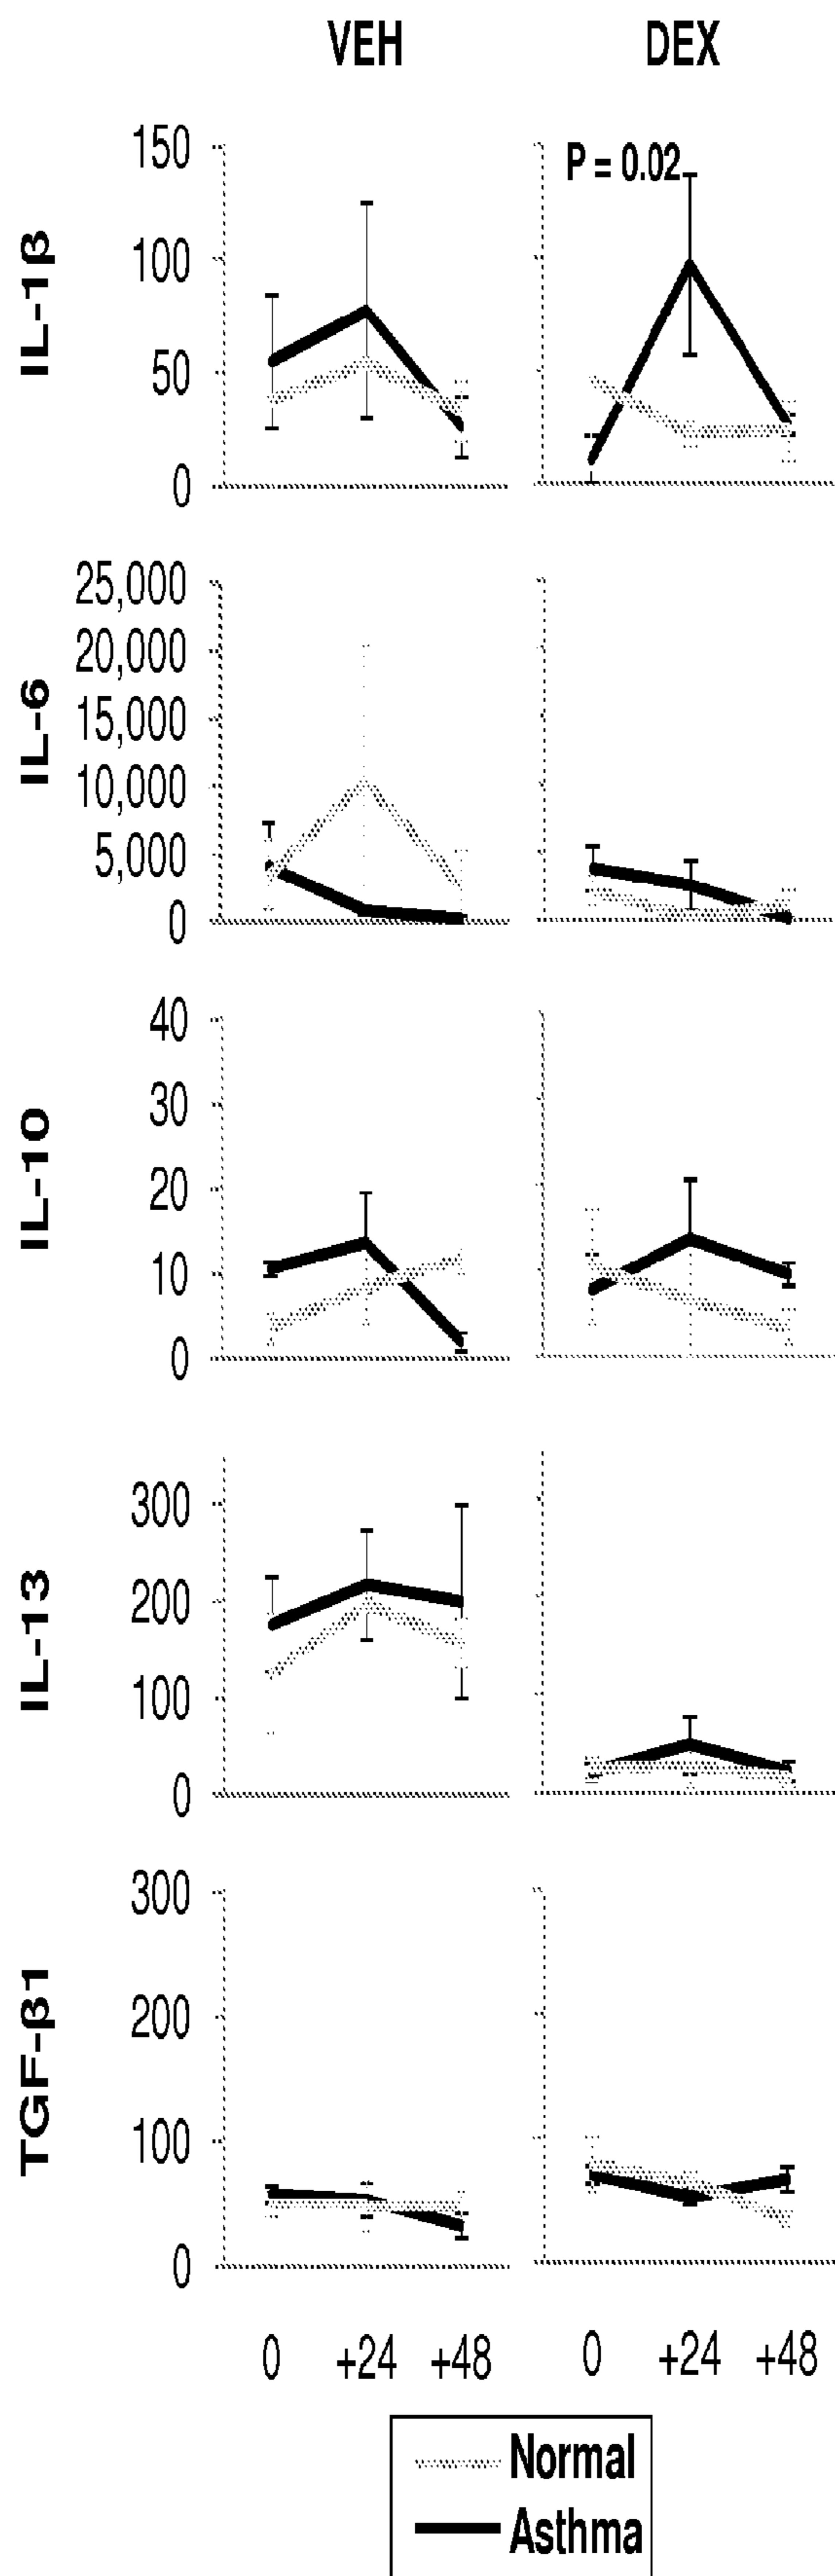 VEH DEX
IL-1β
150
100
50
0
P = 0.02
IL-6
25,000
20,000
15,000
10,000
5,000
0
IL-10
40
30
20
10
0
IL-13
300
200
100
0
TGF-β1
300
200
100
0
0 +24 +48 0 +24 +48
Normal
Asthma